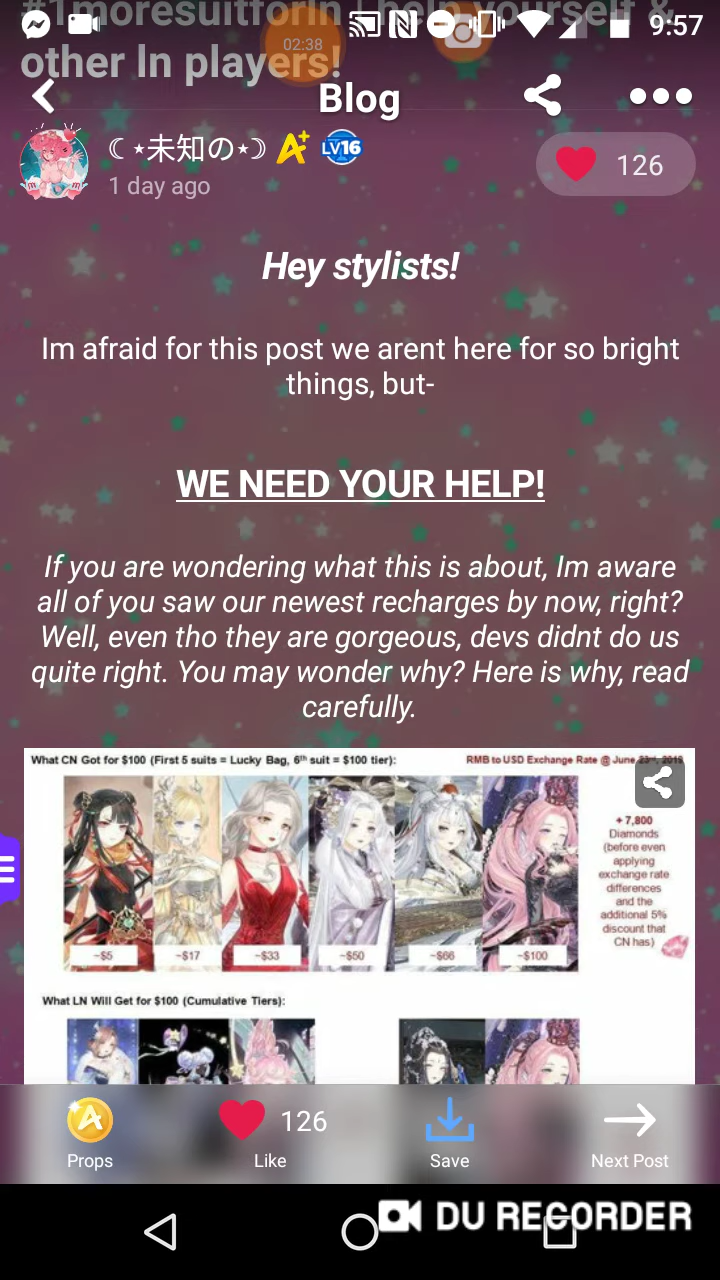 #1moresuitforln | help yourself &
02:38
9:57
other ln players!
Blog
☾⋆未知の⋆☽ A+ LV16
1 day ago
126
Hey stylists!
Im afraid for this post we arent here for so bright
things, but-
WE NEED YOUR HELP!
If you are wondering what this is about, Im aware
all of you saw our newest recharges by now, right?
Well, even tho they are gorgeous, devs didnt do us
quite right. You may wonder why? Here is why, read
carefully.
What CN Got for $100 (First 5 suits = Lucky Bag, 6th suit = $100 tier):
RMB to USD Exchange Rate @ June 23rd, 2019
+ 7,800
Diamonds
(before even
applying
exchange rate
differences
and the
additional 5%
discount that
CN has)
~$5
~$17
~$33
~$50
~$66
~$100
What LN Will Get for $100 (Cumulative Tiers):
126
Props
Like
Save
Next Post
DU RECORDER